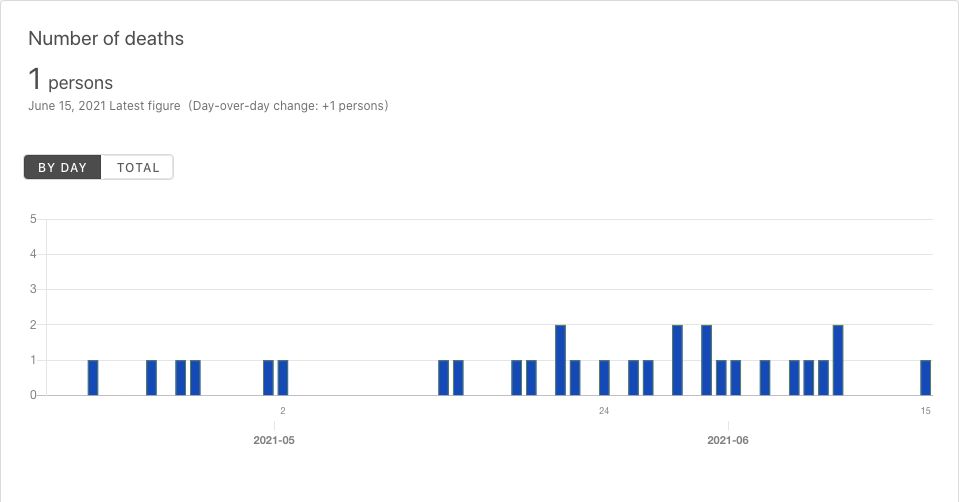 Number of deaths
1 persons
June 15, 2021 Latest figure (Day-over-day change: +1 persons)
BY DAY TOTAL
5
4
3
2
1
0
2 24 15
2021-05 2021-06